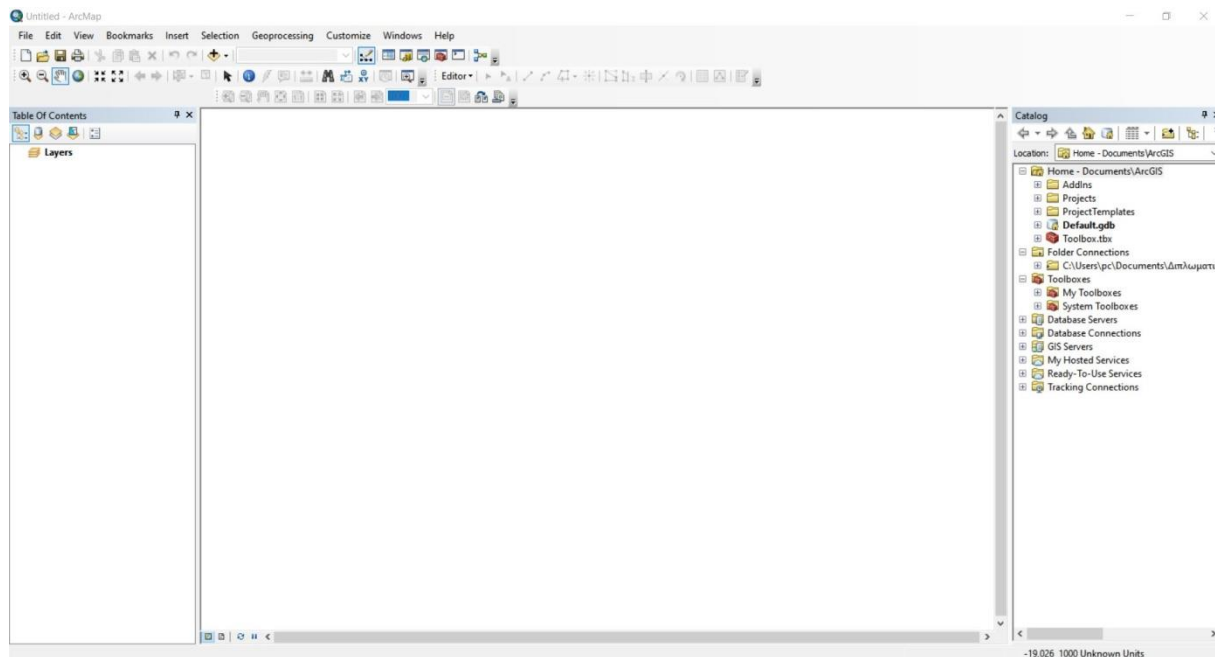 Untitled - ArcMap
File Edit View Bookmarks Insert Selection Geoprocessing Customize Windows Help
Editor
Table Of Contents
Layers
Catalog
Location: Home - Documents\ArcGIS
Home - Documents\ArcGIS
AddIns
Projects
ProjectTemplates
Default.gdb
Toolbox.tbx
Folder Connections
C:\Users\pc\Documents\Διπλωματι
Toolboxes
My Toolboxes
System Toolboxes
Database Servers
Database Connections
GIS Servers
My Hosted Services
Ready-To-Use Services
Tracking Connections
-19.026 1000 Unknown Units